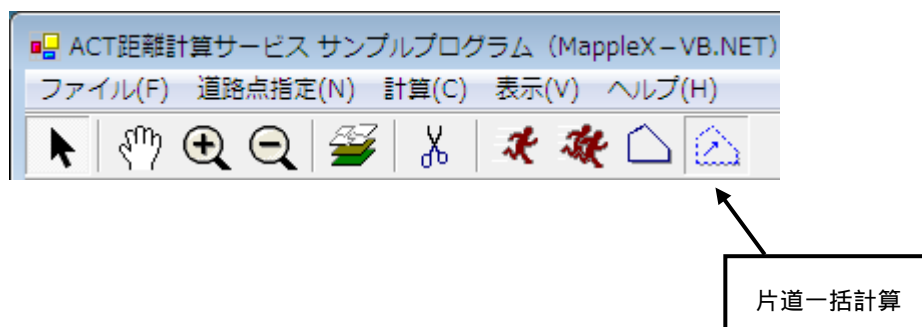 ACT距離計算サービス サンプルプログラム（MappleX－VB.NET）
ファイル(F) 道路点指定(N) 計算(C) 表示(V) ヘルプ(H)
片道一括計算